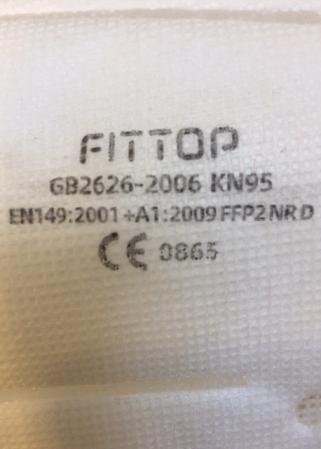 FITTOP
GB2626-2006 KN95
EN149:2001+A1:2009 FFP2 NR D
CE 0865